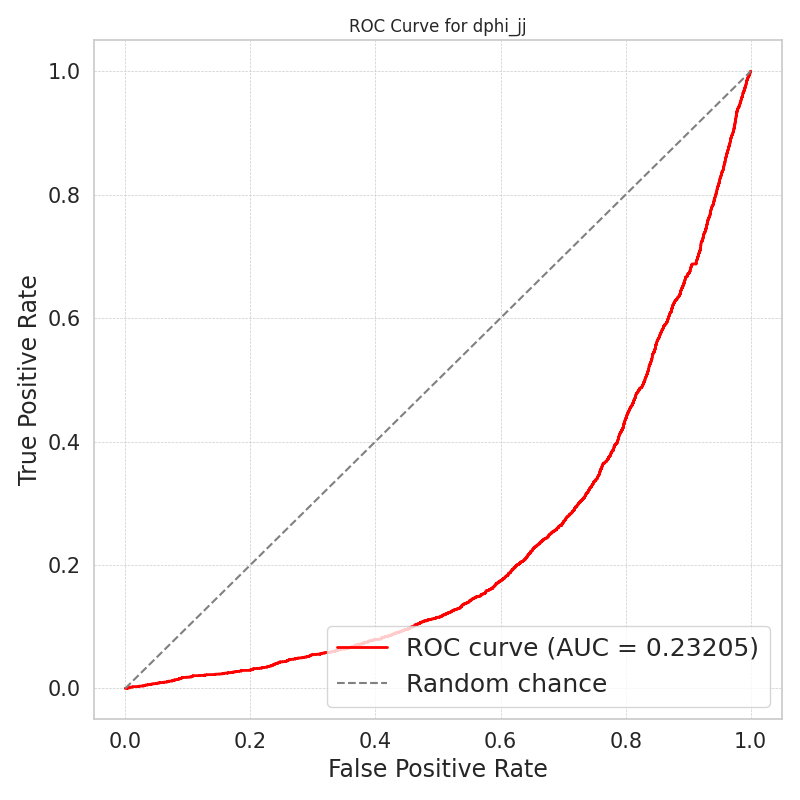 ROC Curve for dphi_jj
1.0
0.8
0.6
0.4
0.2
0.0
True Positive Rate
ROC curve (AUC = 0.23205)
Random chance
0.0 0.2 0.4 0.6 0.8 1.0
False Positive Rate